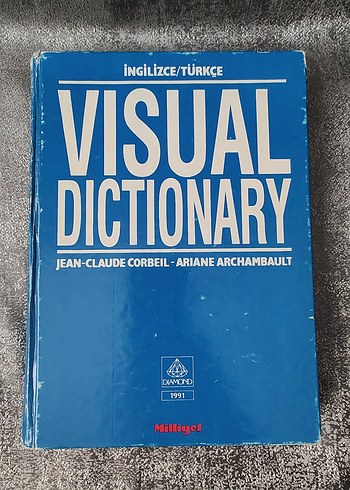 İNGİLİZCE/TÜRKÇE
VISUAL
DICTIONARY
JEAN-CLAUDE CORBEIL - ARIANE ARCHAMBAULT
DIAMOND
1991
Milliyet